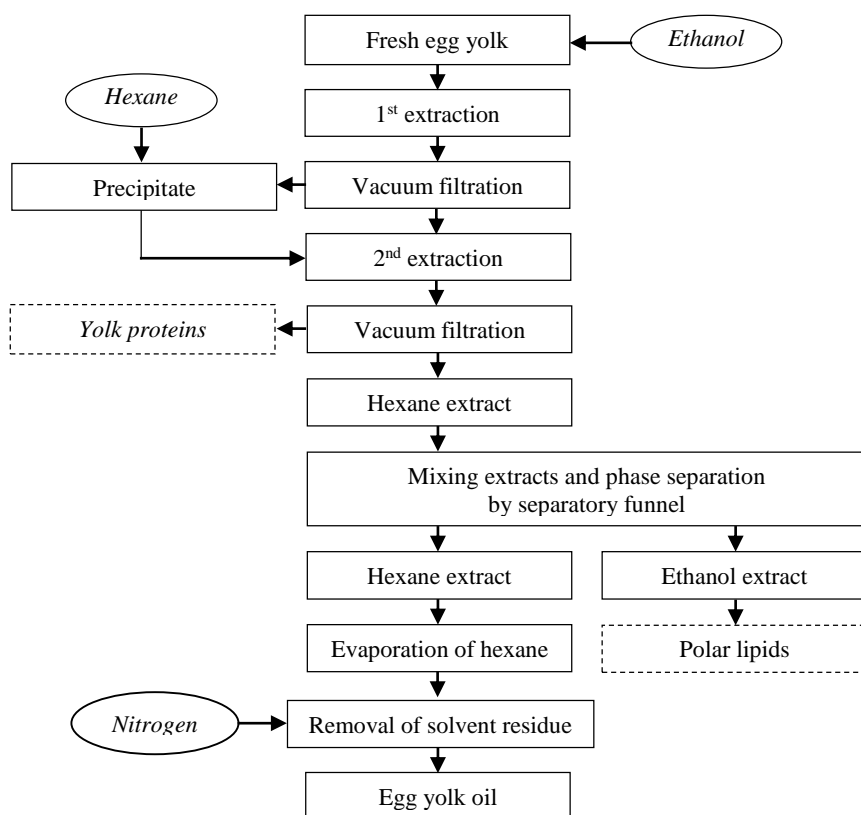 Fresh egg yolk
Ethanol
Hexane
1st extraction
Precipitate
Vacuum filtration
2nd extraction
Yolk proteins
Vacuum filtration
Hexane extract
Mixing extracts and phase separation
by separatory funnel
Hexane extract
Ethanol extract
Evaporation of hexane
Polar lipids
Nitrogen
Removal of solvent residue
Egg yolk oil